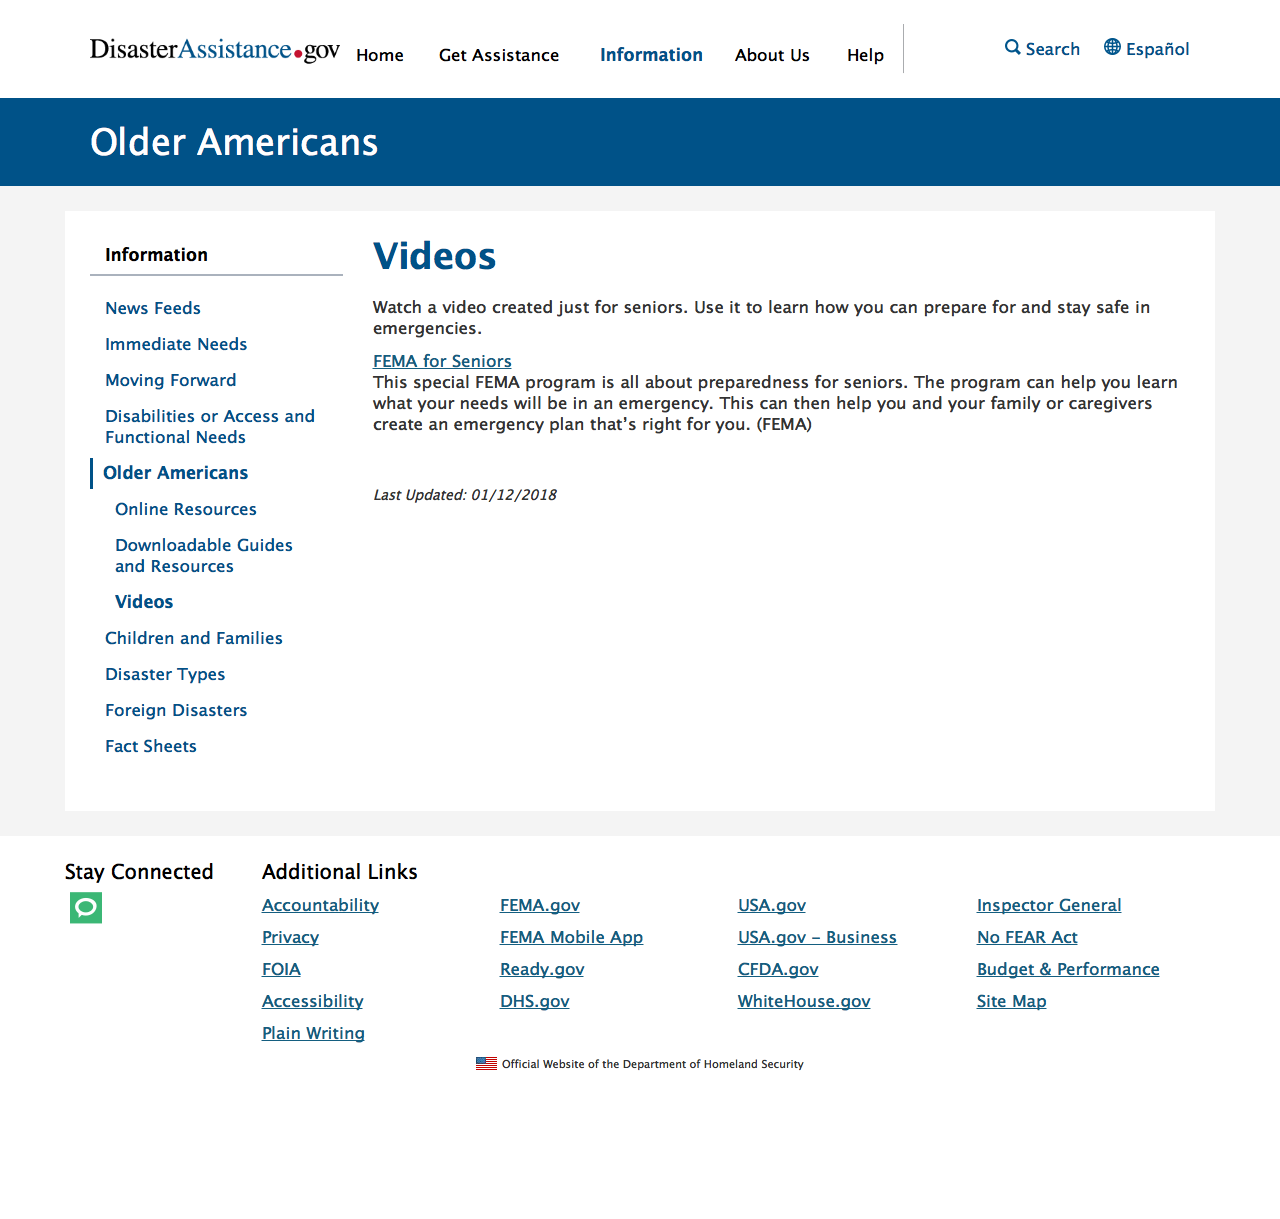 DisasterAssistance.gov
Home
Get Assistance
Information
About Us
Help
Search
Español
Older Americans
Information
News Feeds
Immediate Needs
Moving Forward
Disabilities or Access and
Functional Needs
Older Americans
Online Resources
Downloadable Guides
and Resources
Videos
Children and Families
Disaster Types
Foreign Disasters
Fact Sheets
Videos
Watch a video created just for seniors. Use it to learn how you can prepare for and stay safe in
emergencies.
FEMA for Seniors
This special FEMA program is all about preparedness for seniors. The program can help you learn
what your needs will be in an emergency. This can then help you and your family or caregivers
create an emergency plan that’s right for you. (FEMA)
Last Updated: 01/12/2018
Stay Connected
Additional Links
Accountability
Privacy
FOIA
Accessibility
Plain Writing
FEMA.gov
FEMA Mobile App
Ready.gov
DHS.gov
USA.gov
USA.gov – Business
CFDA.gov
WhiteHouse.gov
Inspector General
No FEAR Act
Budget & Performance
Site Map
Official Website of the Department of Homeland Security